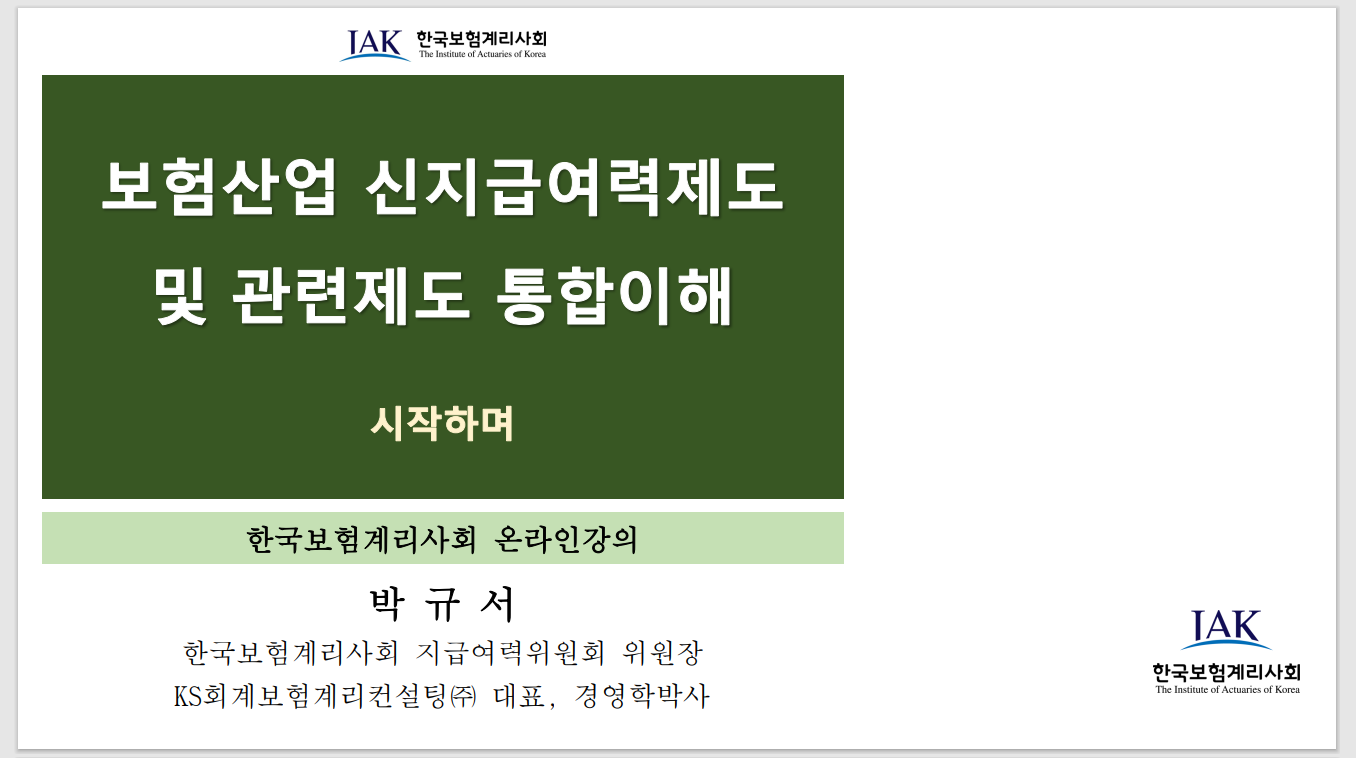 IAK 한국보험계리사회
The Institute of Actuaries of Korea
보험산업 신지급여력제도
및 관련제도 통합이해
시작하며
한국보험계리사회 온라인강의
박 규 서
한국보험계리사회 지급여력위원회 위원장
KS회계보험계리컨설팅㈜ 대표, 경영학박사
IAK
한국보험계리사회
The Institute of Actuaries of Korea